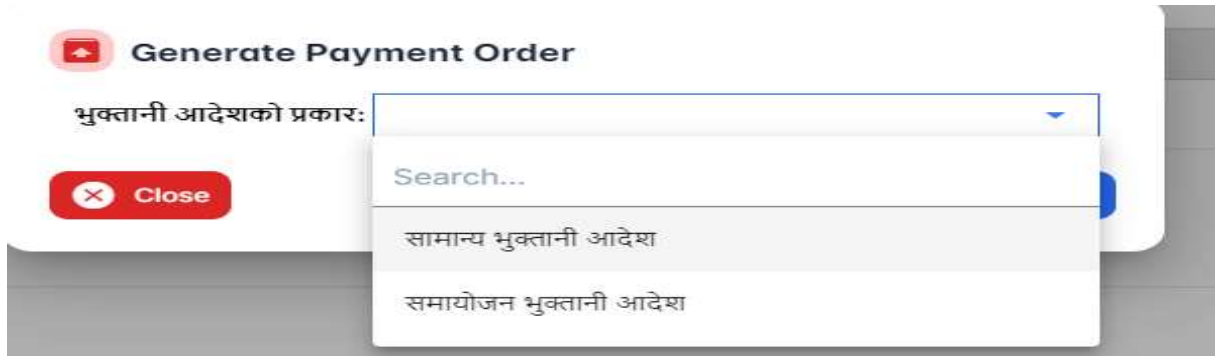 Generate Payment Order
भुक्तानी आदेशको प्रकार:
Search...
Close
सामान्य भुक्तानी आदेश
समायोजन भुक्तानी आदेश